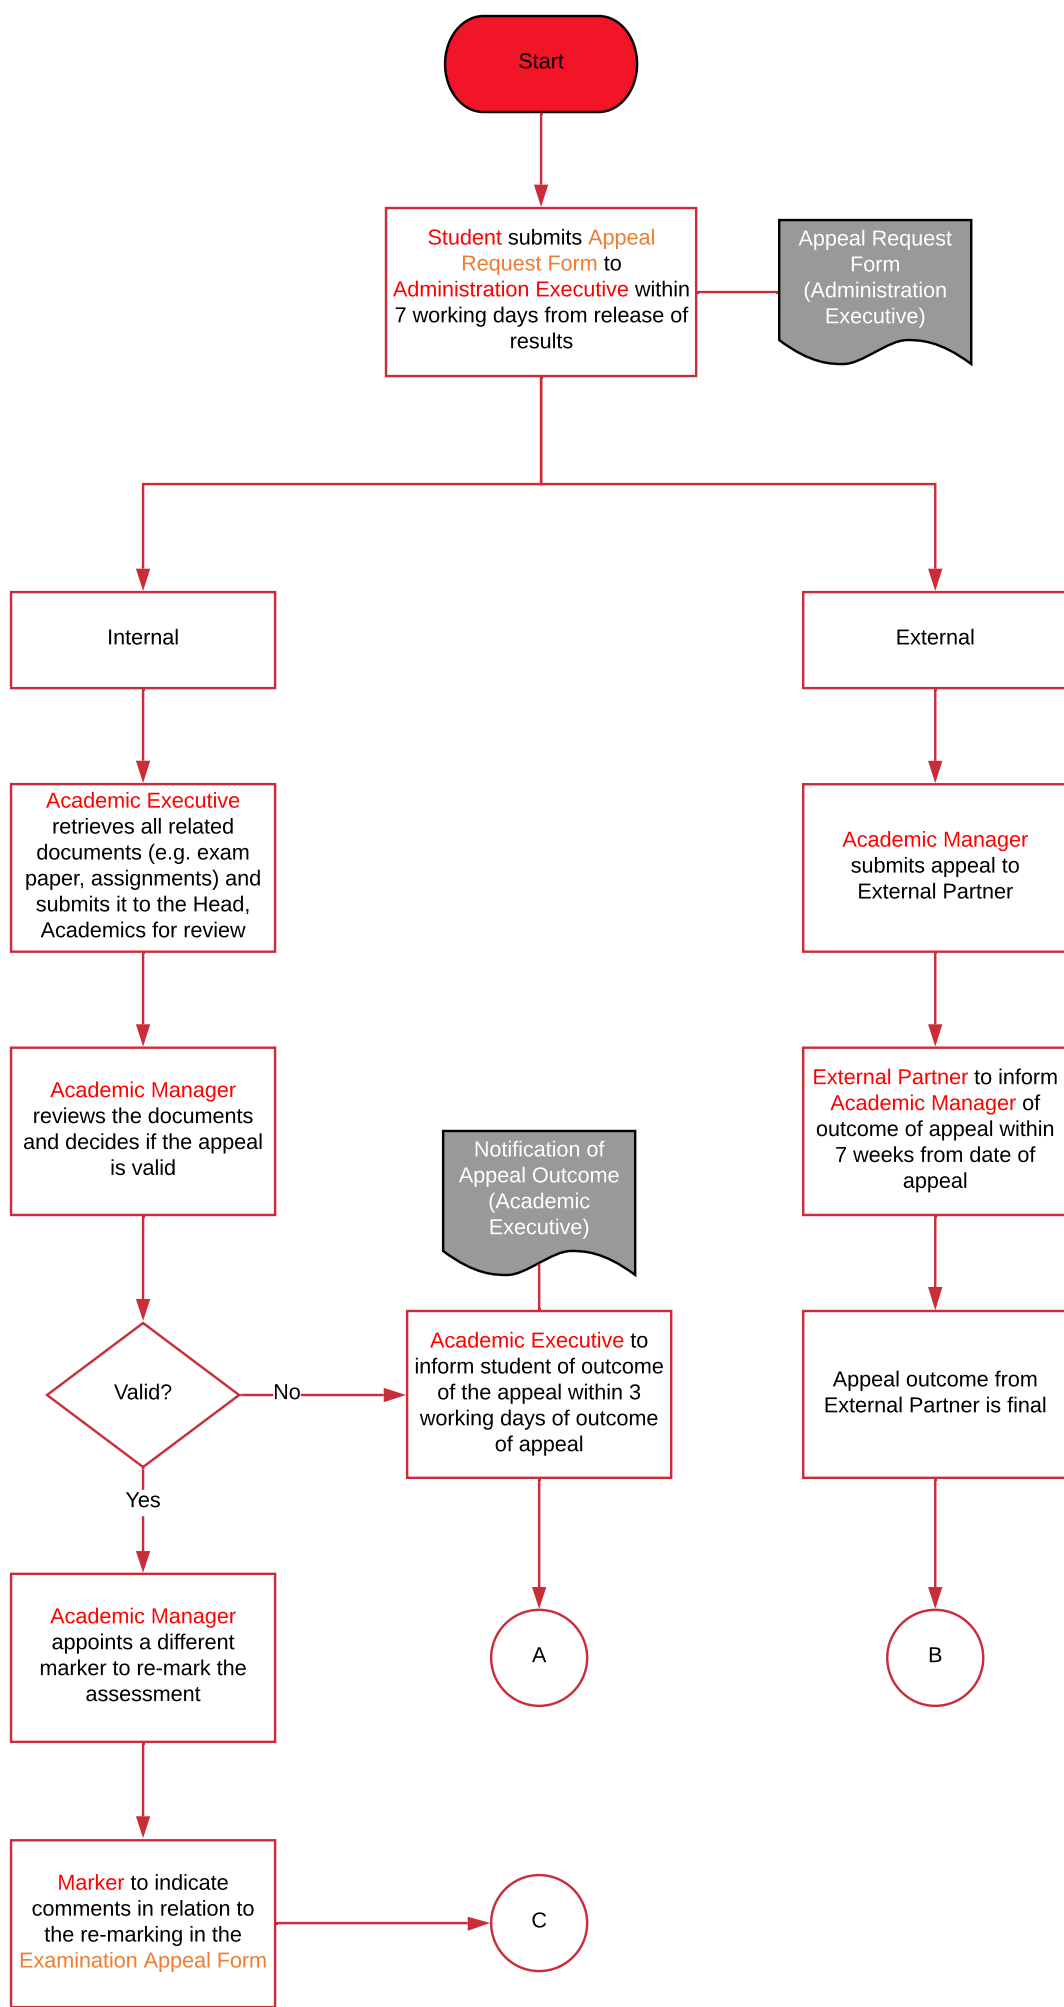 Start
Student submits Appeal
Request Form to
Administration Executive within
7 working days from release of
results
Appeal Request
Form
(Administration
Executive)
Internal
External
Academic Executive
retrieves all related
documents (e.g. exam
paper, assignments) and
submits it to the Head,
Academics for review
Academic Manager
submits appeal to
External Partner
Academic Manager
reviews the documents
and decides if the appeal
is valid
External Partner to inform
Academic Manager of
outcome of appeal within
7 weeks from date of
appeal
Notification of
Appeal Outcome
(Academic
Executive)
Valid?
No
Academic Executive to
inform student of outcome
of the appeal within 3
working days of outcome
of appeal
Appeal outcome from
External Partner is final
Yes
Academic Manager
appoints a different
marker to re-mark the
assessment
A
B
Marker to indicate
comments in relation to
the re-marking in the
Examination Appeal Form
C